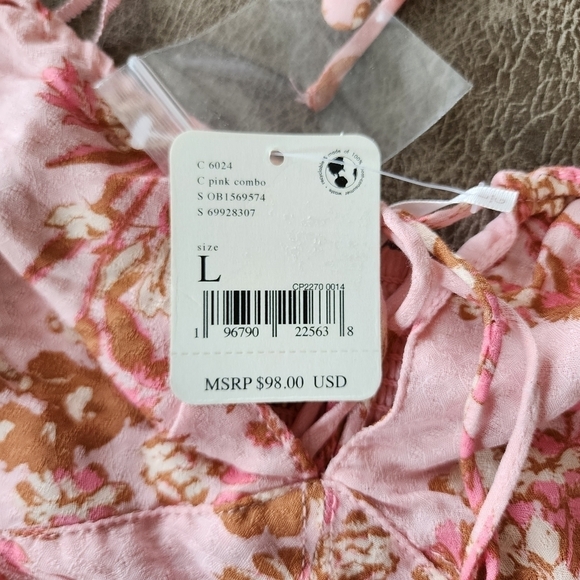 C 6024
C pink combo
S OB1569574
S 69928307
size
L
CP2270 0014
1 96790 22563 8
MSRP $98.00 USD